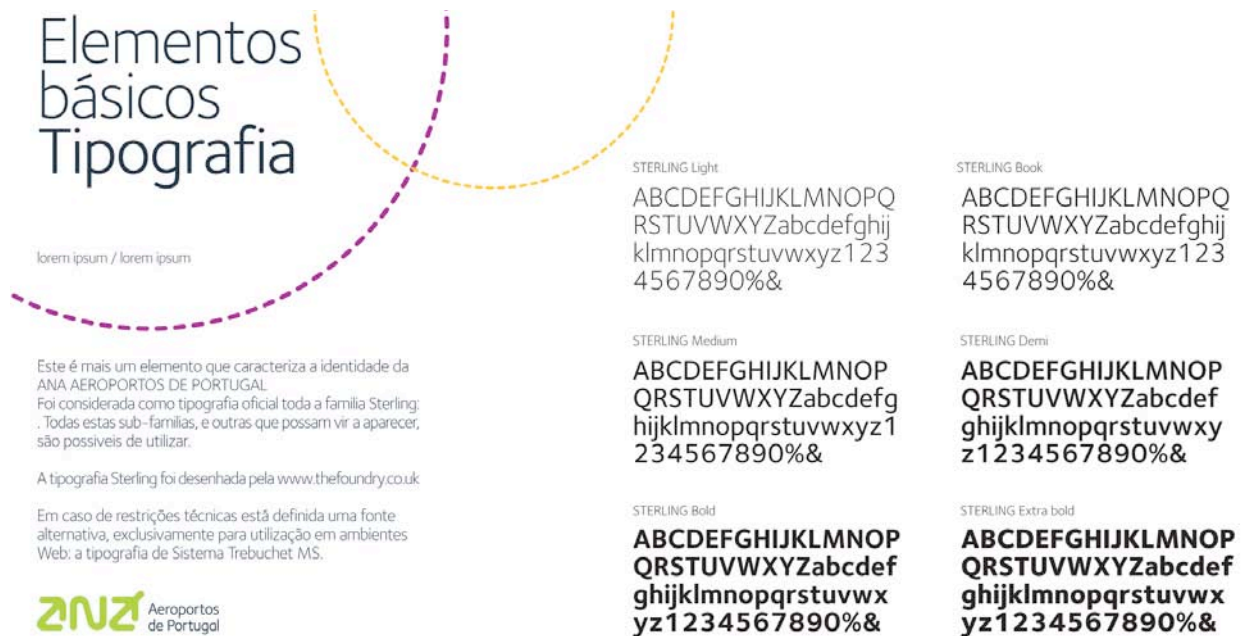 Elementos
básicos
Tipografia
lorem ipsum / lorem ipsum
Este é mais um elemento que caracteriza a identidade da
ANA AEROPORTOS DE PORTUGAL
Foi considerada como tipografia oficial toda a familia Sterling:
. Todas estas sub-familias, e outras que possam vir a aparecer,
são possiveis de utilizar.
A tipografia Sterling foi desenhada pela www.thefoundry.co.uk
Em caso de restrições técnicas está definida uma fonte
alternativa, exclusivamente para utilização em ambientes
Web: a tipografia de Sistema Trebuchet MS.
ana Aeroportos
de Portugal
STERLING Light
ABCDEFGHIJKLMNOPQ
RSTUVWXYZabcdefghij
klmnopqrstuvwxyz123
4567890%&
STERLING Book
ABCDEFGHIJKLMNOPQ
RSTUVWXYZabcdefghij
klmnopqrstuvwxyz123
4567890%&
STERLING Medium
ABCDEFGHIJKLMNOP
QRSTUVWXYZabcdefg
hijklmnopqrstuvwxyz1
234567890%&
STERLING Demi
ABCDEFGHIJKLMNOP
QRSTUVWXYZabcdef
ghijklmnopqrstuvwxy
z1234567890%&
STERLING Bold
ABCDEFGHIJKLMNOP
QRSTUVWXYZabcdef
ghijklmnopqrstuvwx
yz1234567890%&
STERLING Extra bold
ABCDEFGHIJKLMNOP
QRSTUVWXYZabcdef
ghijklmnopqrstuvwx
yz1234567890%&